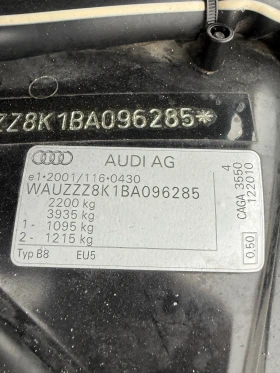 ZZ8K1BA096285*
AUDI AG
e1*2001/116*0430
WAUZZZ8K1BA096285
2200 kg
3935 kg
1- 1095 kg
2- 1215 kg
Typ B8 EU5
4
CAGA 3550
122010
0,50